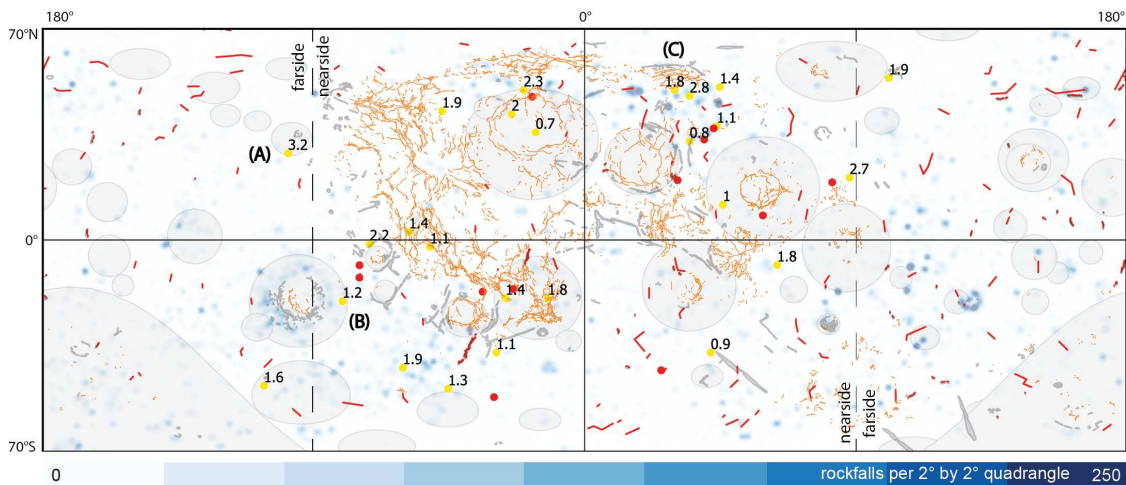 180° 0° 180°
70°N
(C)
farside
nearside
2.3
1.8
2.8
1.4
1.9
1.9
2
0.7
1.1
0.8
(A)
3.2
2.7
1
1.4
0°
2.2
1.1
1.8
1.2
1.4
1.8
(B)
1.1
0.9
1.9
1.6
1.3
nearside
farside
70°S
0 rockfalls per 2° by 2° quadrangle 250